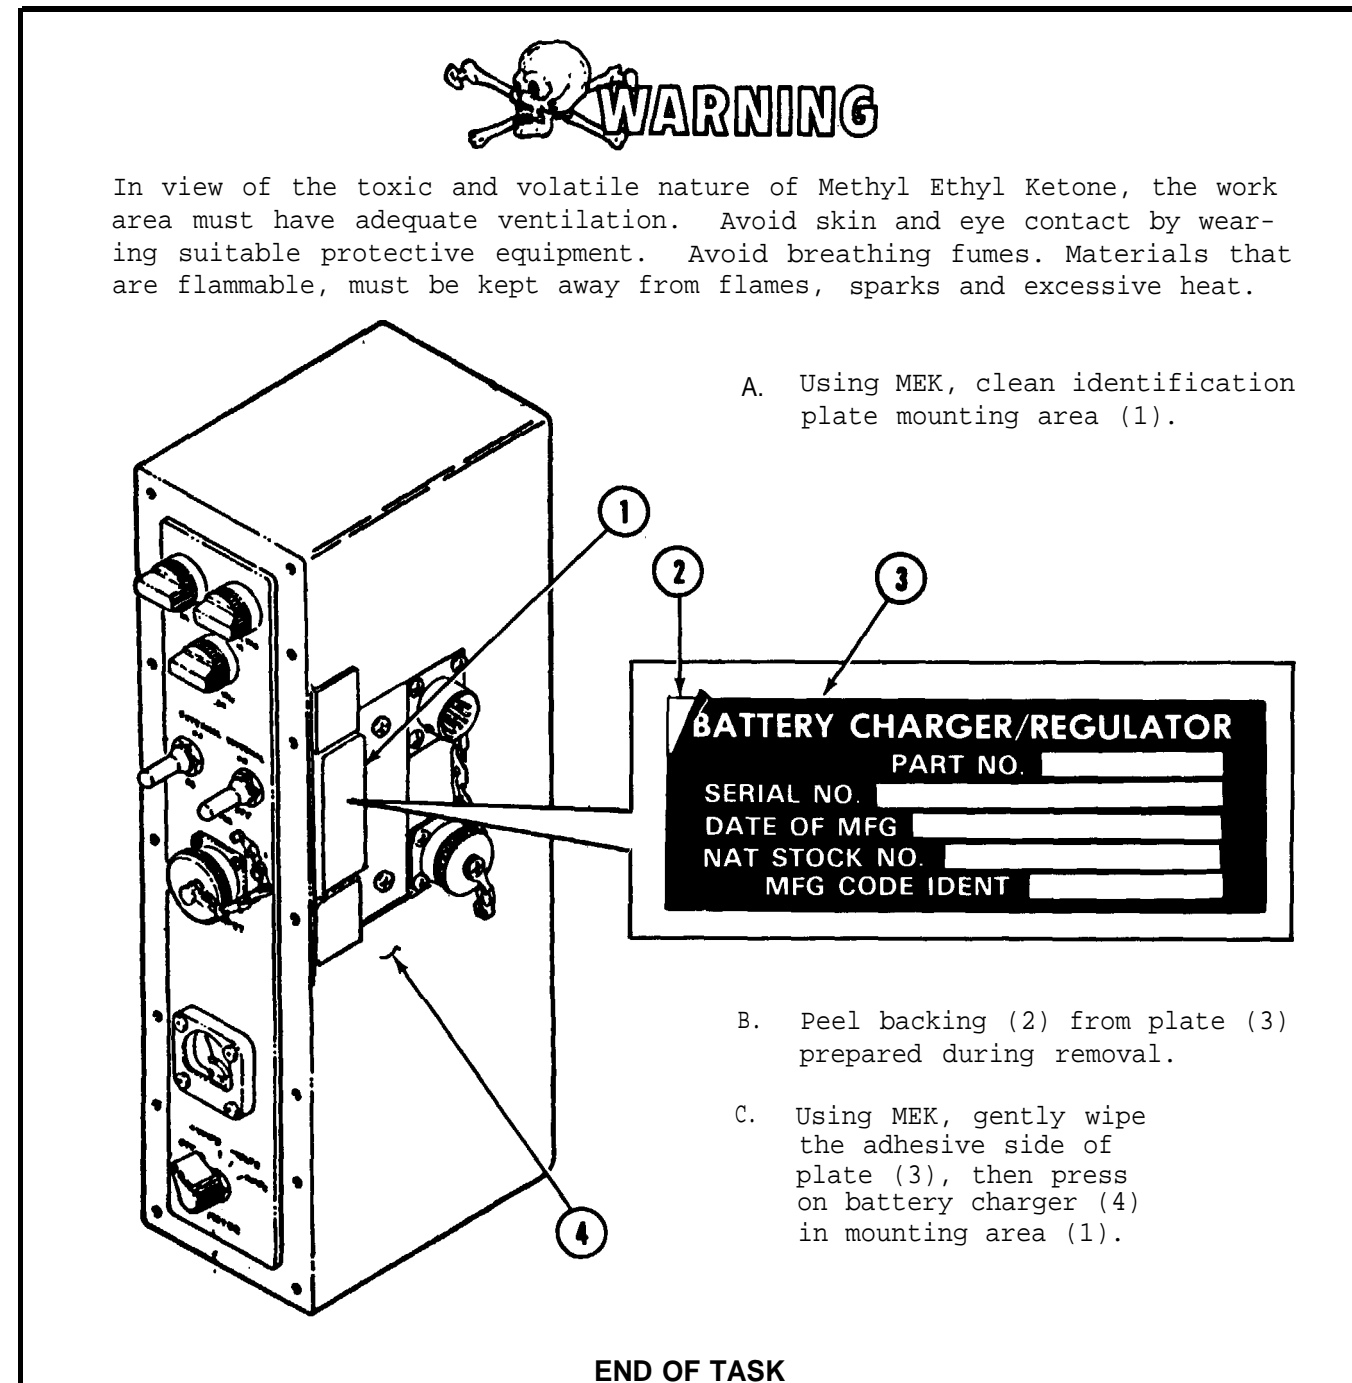 WARNING
In view of the toxic and volatile nature of Methyl Ethyl Ketone, the work
area must have adequate ventilation. Avoid skin and eye contact by wear-
ing suitable protective equipment. Avoid breathing fumes. Materials that
are flammable, must be kept away from flames, sparks and excessive heat.
A. Using MEK, clean identification
plate mounting area (1).
1
2
3
BATTERY CHARGER/REGULATOR
PART NO.
SERIAL NO.
DATE OF MFG
NAT STOCK NO.
MFG CODE IDENT
B. Peel backing (2) from plate (3)
prepared during removal.
C. Using MEK, gently wipe
the adhesive side of
plate (3), then press
on battery charger (4)
in mounting area (1).
4
END OF TASK